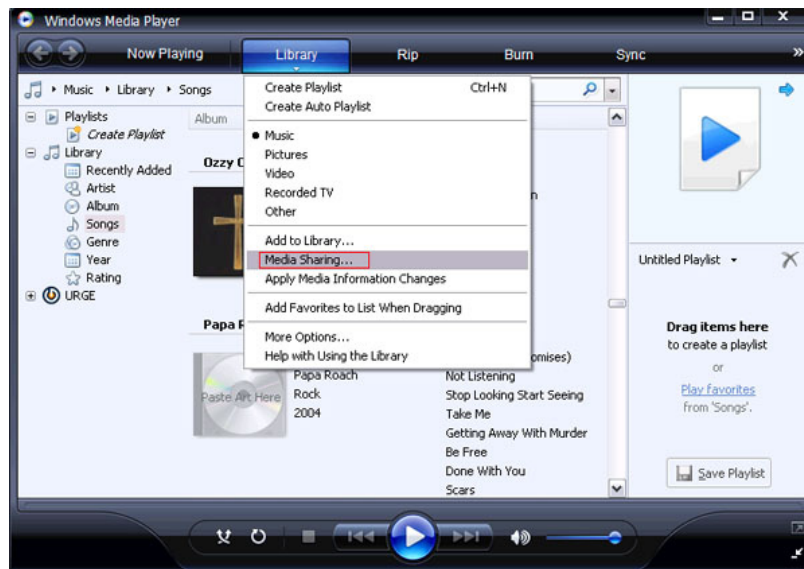 Windows Media Player
Now Playing
Library
Rip
Burn
Sync
Music ▸ Library ▸ Songs
Playlists
Create Playlist
Library
Recently Added
Artist
Album
Songs
Genre
Year
Rating
URGE
Album
Create Playlist Ctrl+N
Create Auto Playlist
Music
Pictures
Video
Recorded TV
Other
Add to Library...
Media Sharing...
Apply Media Information Changes
Add Favorites to List When Dragging
More Options...
Help with Using the Library
Ozzy
Papa
Paste Art Here
Papa Roach
Rock
2004
Not Listening
Stop Looking Start Seeing
Take Me
Getting Away With Murder
Be Free
Done With You
Scars
Untitled Playlist
Drag items here
to create a playlist
or
Play favorites
from 'Songs'.
Save Playlist